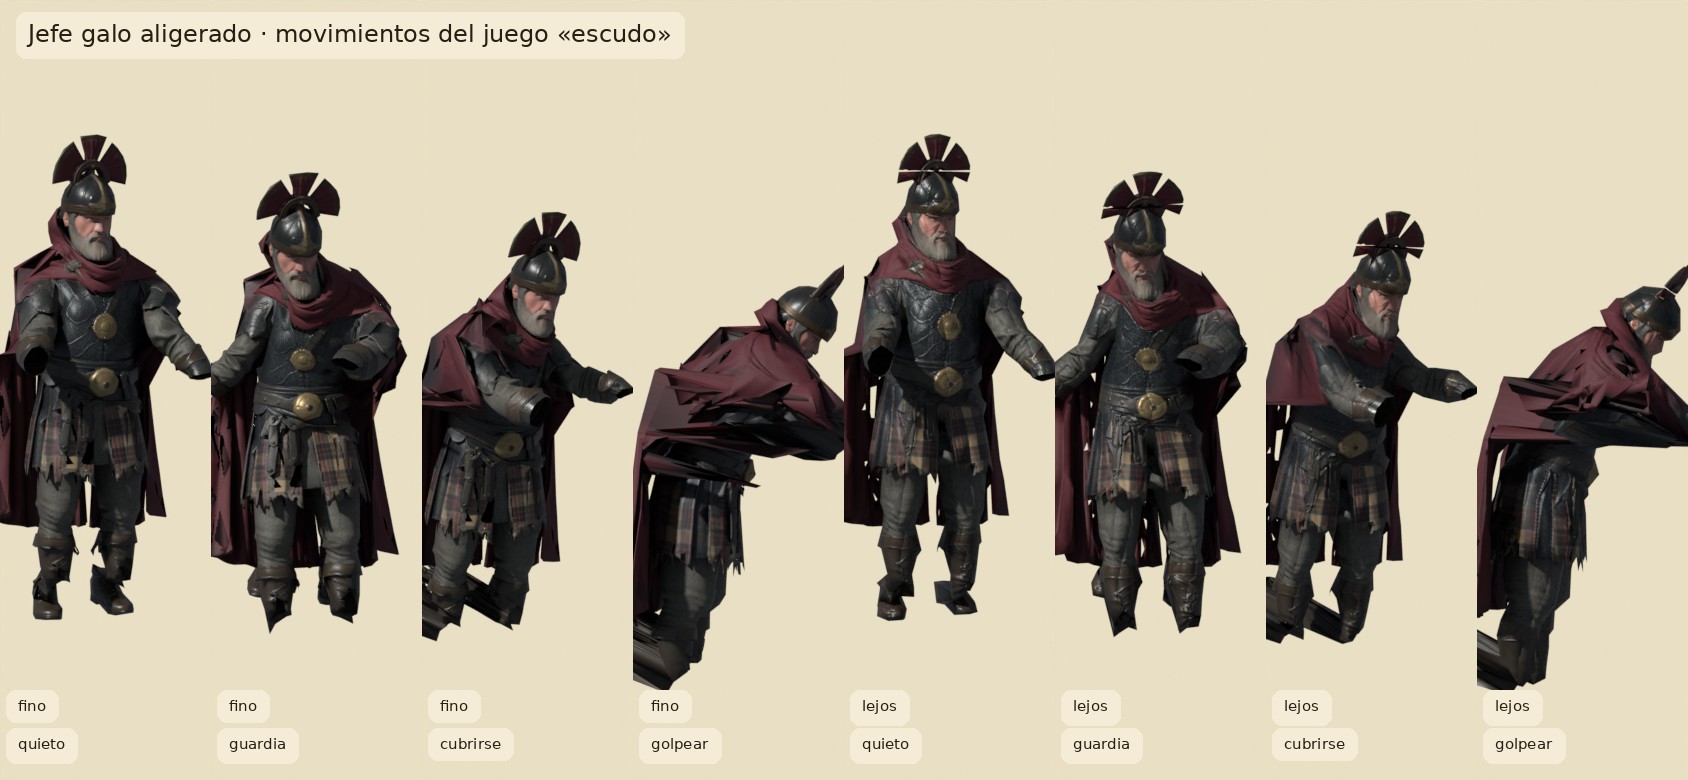 Jefe galo aligerado · movimientos del juego «escudo»
fino
quieto
fino
guardia
fino
cubrirse
fino
golpear
lejos
quieto
lejos
guardia
lejos
cubrirse
lejos
golpear